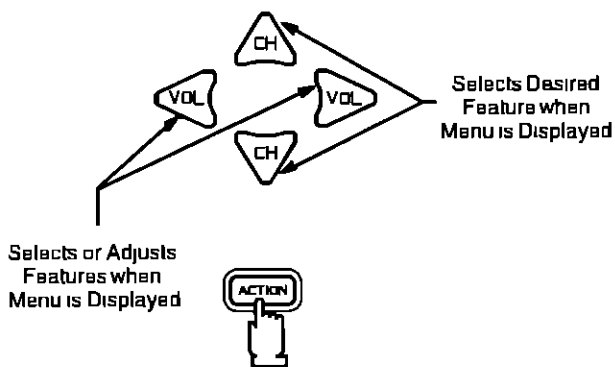 CH
VOL
VOL
CH
Selects Desired
Feature when
Menu is Displayed
Selects or Adjusts
Features when
Menu is Displayed
ACTION